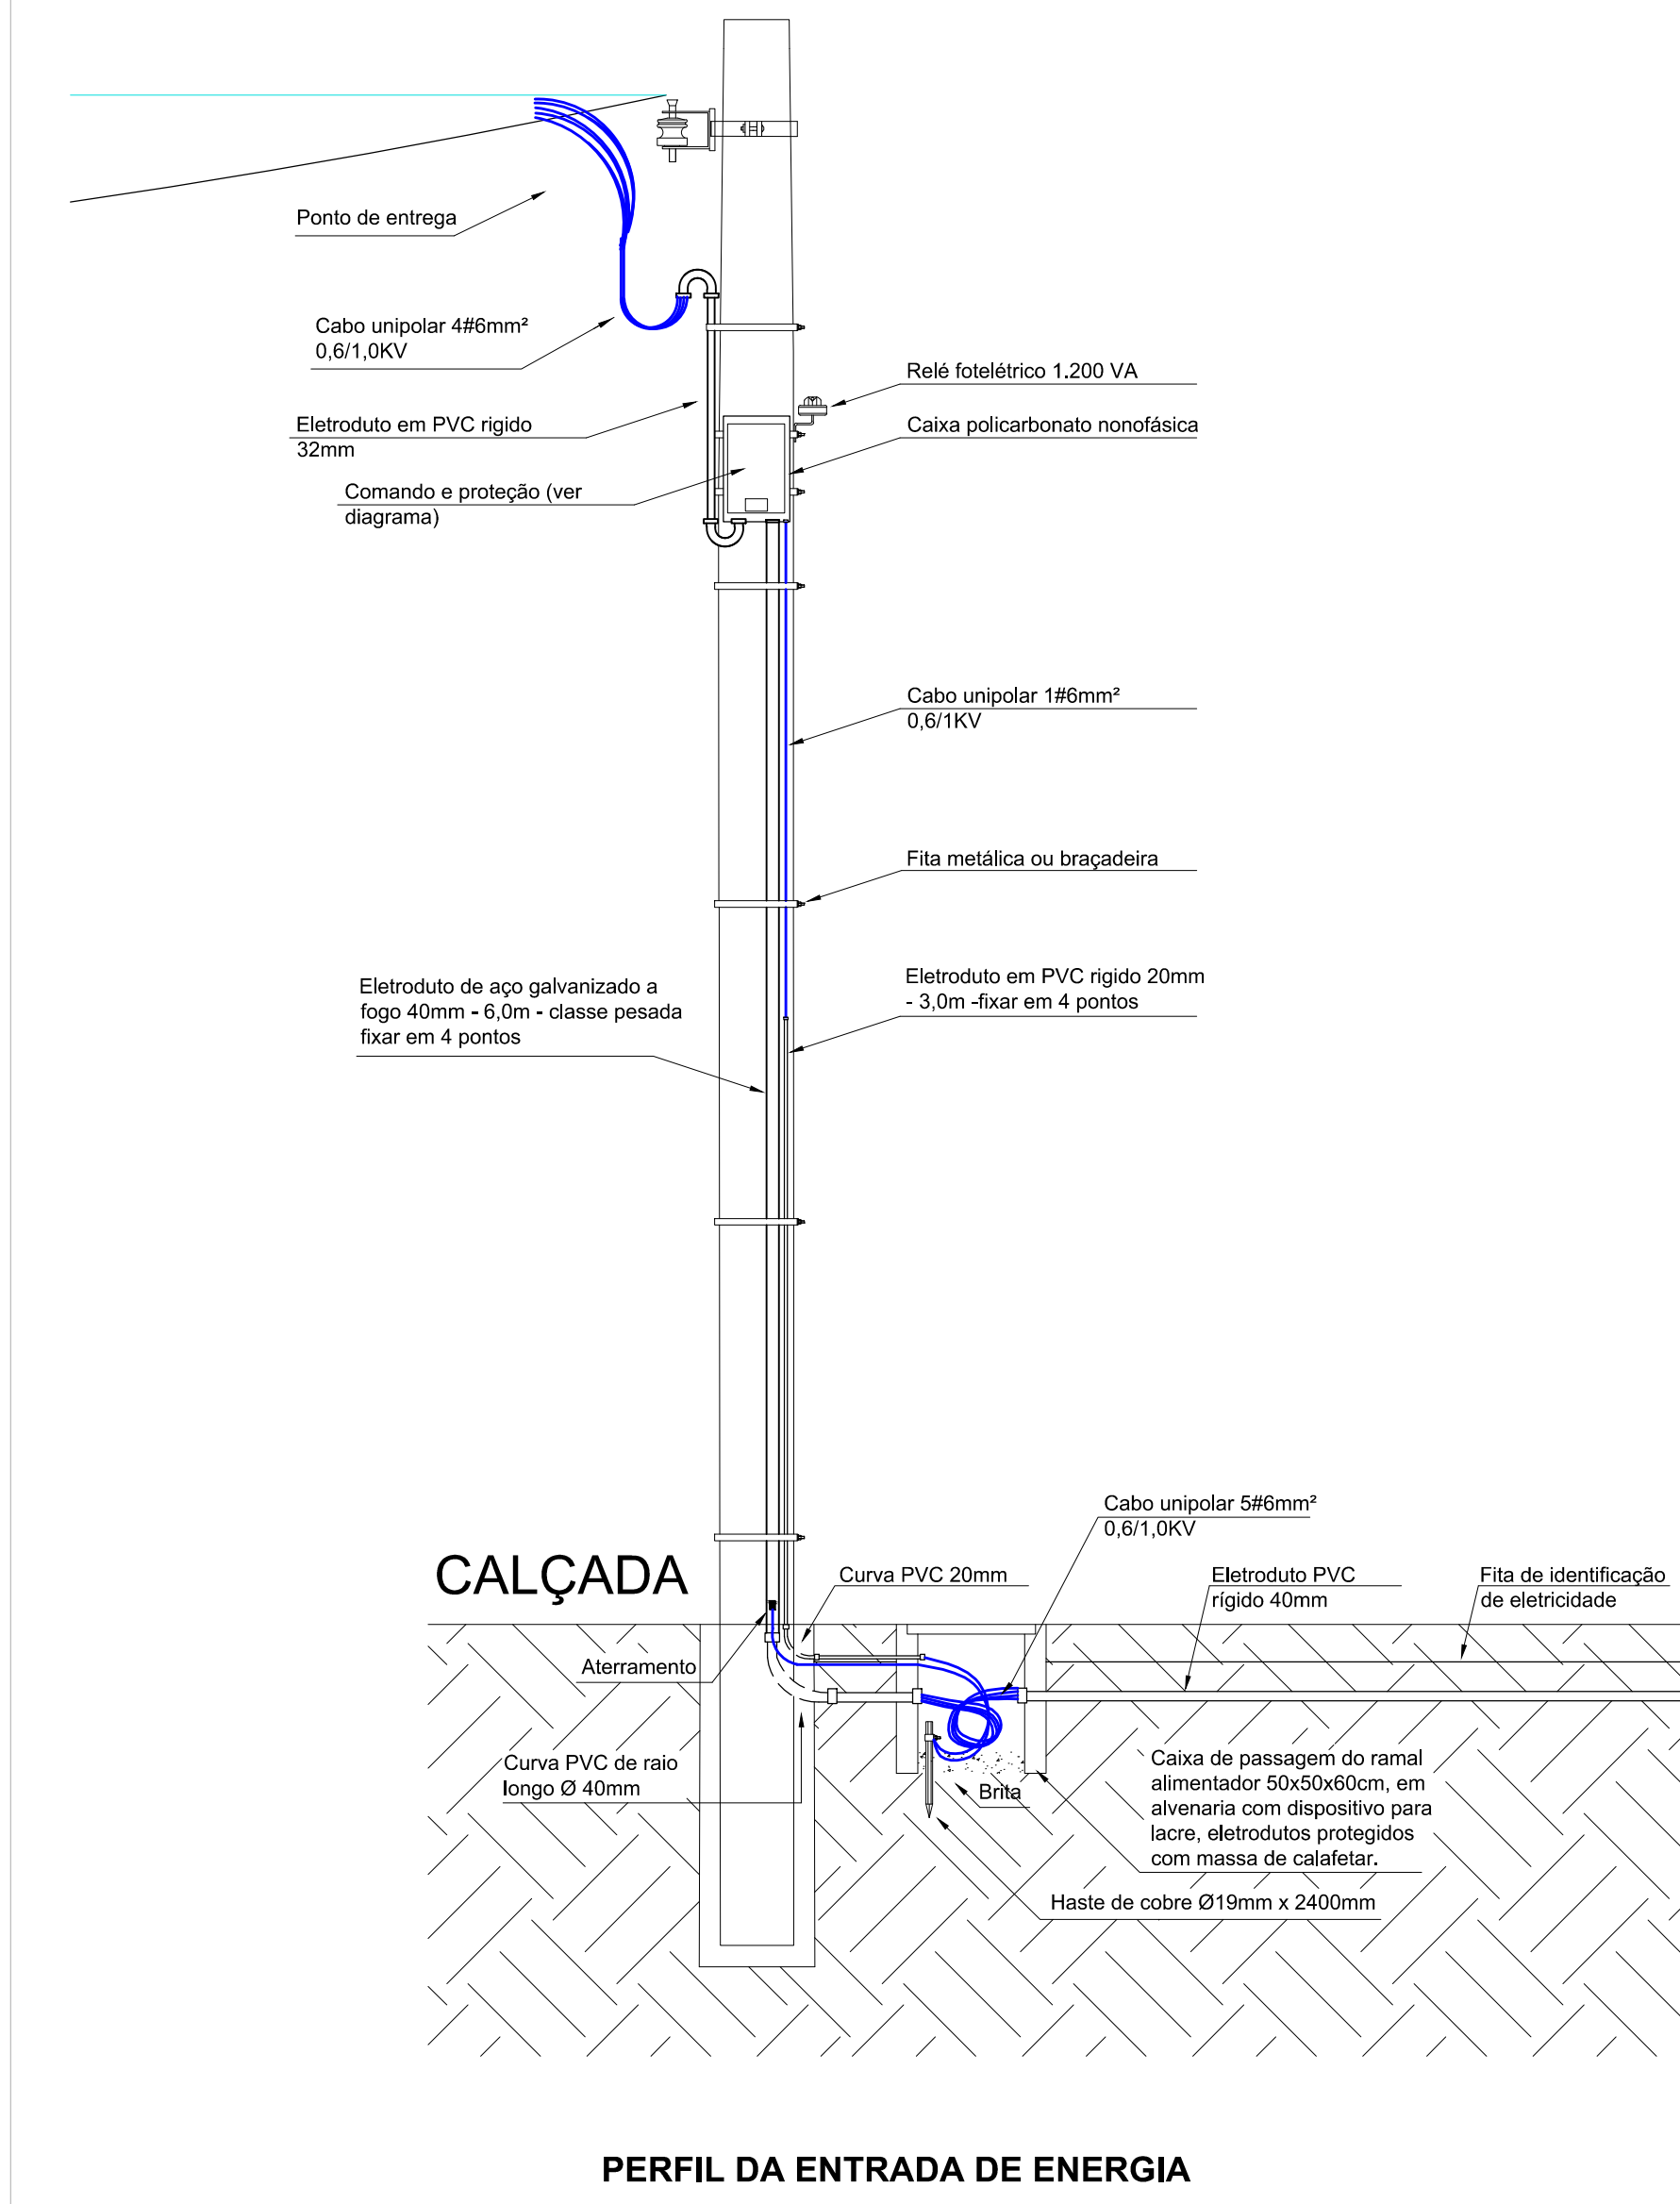 Ponto de entrega
Cabo unipolar 4#6mm²
0,6/1,0KV
Relé fotelétrico 1.200 VA
Eletroduto em PVC rigido
32mm
Caixa policarbonato nonofásica
Comando e proteção (ver
diagrama)
Cabo unipolar 1#6mm²
0,6/1KV
Fita metálica ou braçadeira
Eletroduto de aço galvanizado a
fogo 40mm - 6,0m - classe pesada
fixar em 4 pontos
Eletroduto em PVC rigido 20mm
- 3,0m -fixar em 4 pontos
Cabo unipolar 5#6mm²
0,6/1,0KV
CALÇADA
Curva PVC 20mm
Eletroduto PVC
rígido 40mm
Fita de identificação
de eletricidade
Aterramento
Curva PVC de raio
longo Ø 40mm
Brita
Caixa de passagem do ramal
alimentador 50x50x60cm, em
alvenaria com dispositivo para
lacre, eletrodutos protegidos
com massa de calafetar.
Haste de cobre Ø19mm x 2400mm
PERFIL DA ENTRADA DE ENERGIA